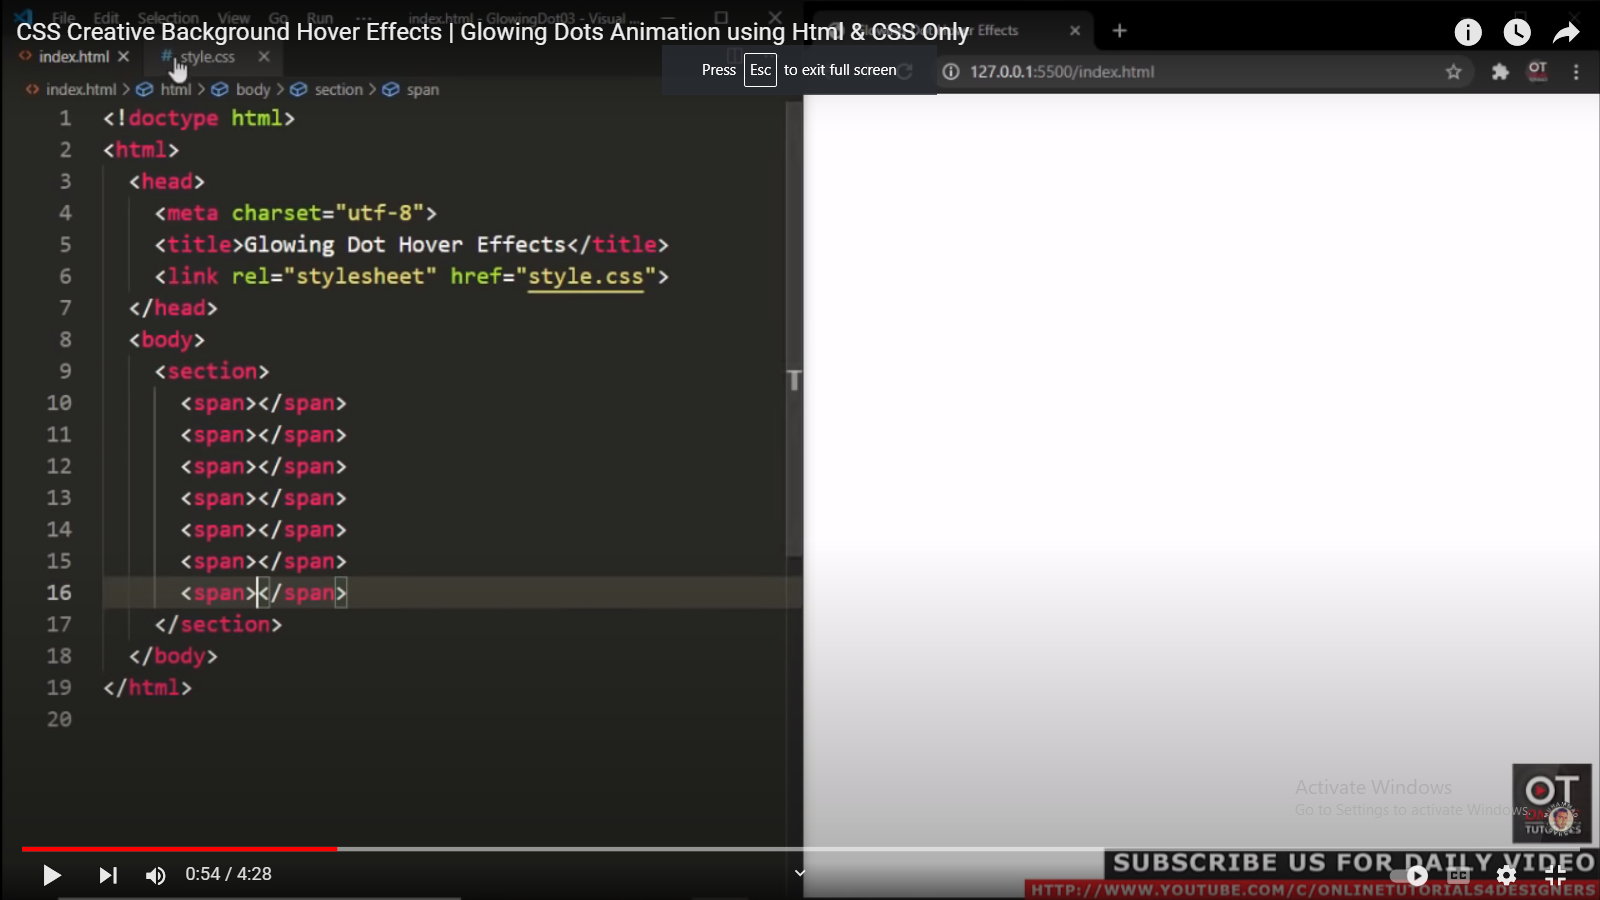 File Edit Selection View Go Run ... index.html - GlowingDot03 - Visual ...
CSS Creative Background Hover Effects | Glowing Dots Animation using Html & CSS Only
Effects
index.html # style.css
Press Esc to exit full screen
127.0.0.1:5500/index.html
OT
index.html > html > body > section > span
1 <!doctype html>
2 <html>
3 <head>
4 <meta charset="utf-8">
5 <title>Glowing Dot Hover Effects</title>
6 <link rel="stylesheet" href="style.css">
7 </head>
8 <body>
9 <section>
10 <span></span>
11 <span></span>
12 <span></span>
13 <span></span>
14 <span></span>
15 <span></span>
16 <span></span>
17 </section>
18 </body>
19 </html>
20
T
Activate Windows
Go to Settings to activate Windows.
OT
0:54 / 4:28
SUBSCRIBE US FOR DAILY VIDEO
CC
HTTP://WWW.YOUTUBE.COM/C/ONLINETUTORIALS4DESIGNERS